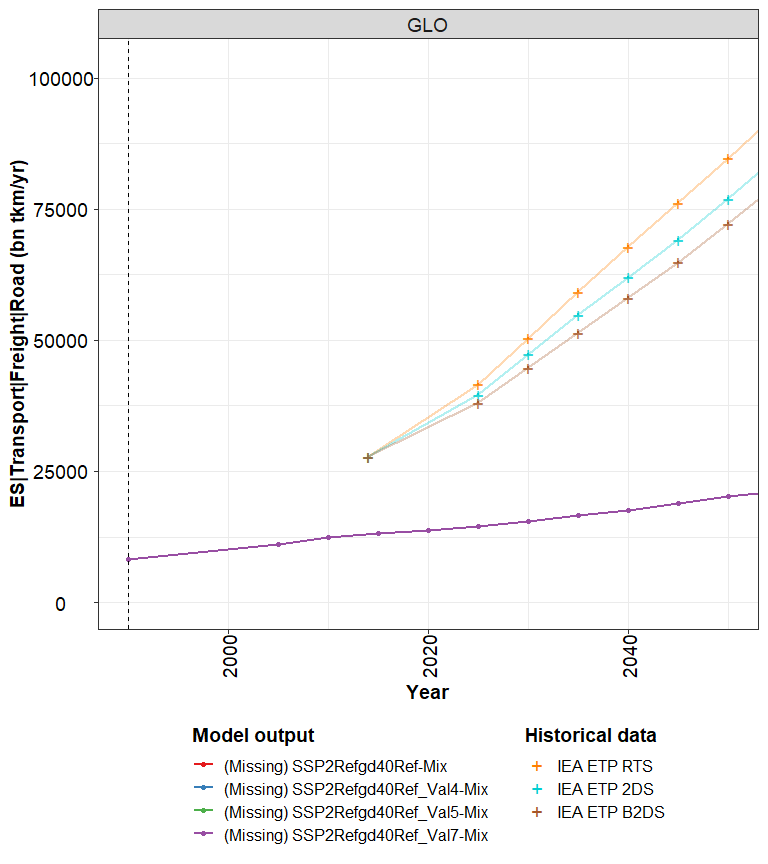 GLO
ES|Transport|Freight|Road (bn tkm/yr)
100000
75000
50000
25000
0
2000
2020
2040
Year
Model output
(Missing) SSP2Refgd40Ref-Mix
(Missing) SSP2Refgd40Ref_Val4-Mix
(Missing) SSP2Refgd40Ref_Val5-Mix
(Missing) SSP2Refgd40Ref_Val7-Mix
Historical data
IEA ETP RTS
IEA ETP 2DS
IEA ETP B2DS